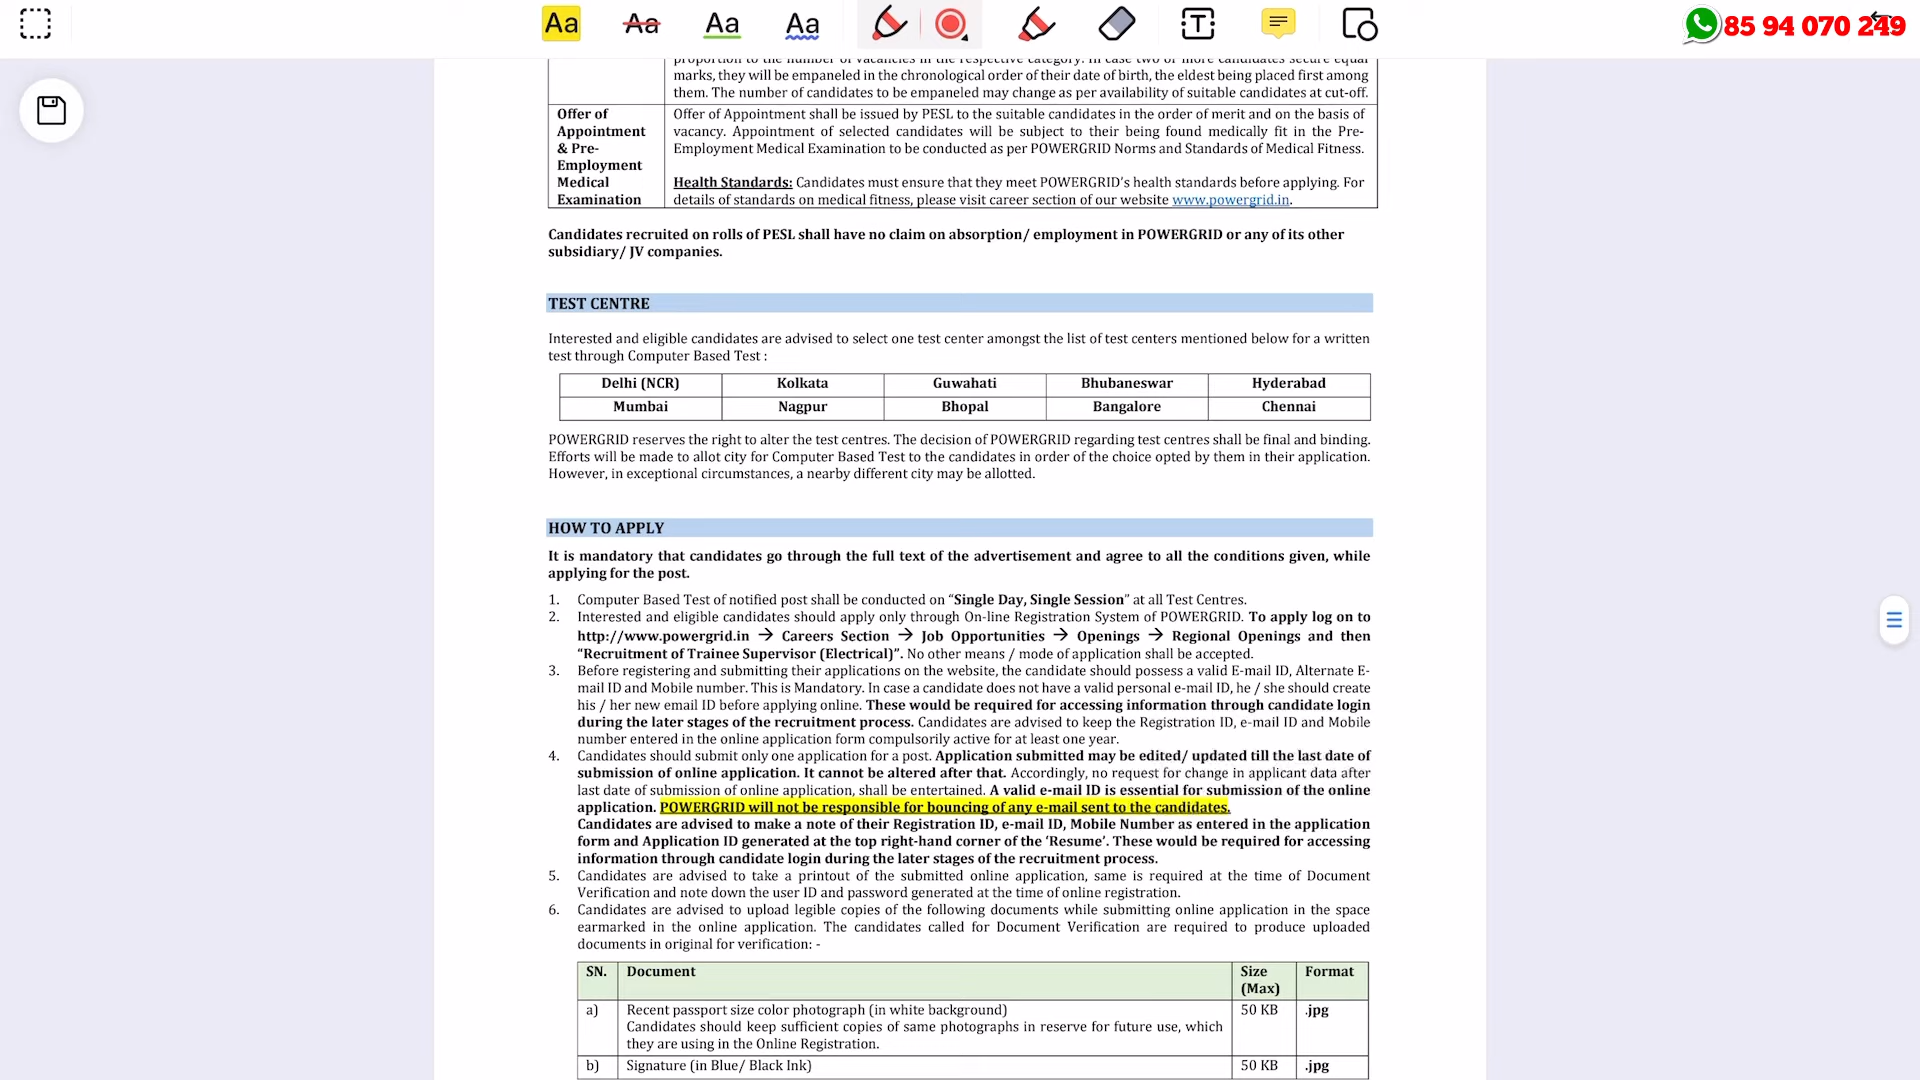 Aa Aa Aa Aa T
85 94 070 249
proportion to the number of vacancies in the respective category. In case two or more candidates secure equal
marks, they will be empaneled in the chronological order of their date of birth, the eldest being placed first among
them. The number of candidates to be empaneled may change as per availability of suitable candidates at cut-off.
Offer of Appointment & Pre-Employment Medical Examination
Offer of Appointment shall be issued by PESL to the suitable candidates in the order of merit and on the basis of
vacancy. Appointment of selected candidates will be subject to their being found medically fit in the Pre-
Employment Medical Examination to be conducted as per POWERGRID Norms and Standards of Medical Fitness.
Health Standards: Candidates must ensure that they meet POWERGRID's health standards before applying. For
details of standards on medical fitness, please visit career section of our website www.powergrid.in.
Candidates recruited on rolls of PESL shall have no claim on absorption/ employment in POWERGRID or any of its other
subsidiary/ JV companies.
TEST CENTRE
Interested and eligible candidates are advised to select one test center amongst the list of test centers mentioned below for a written
test through Computer Based Test :
Delhi (NCR) Kolkata Guwahati Bhubaneswar Hyderabad
Mumbai Nagpur Bhopal Bangalore Chennai
POWERGRID reserves the right to alter the test centres. The decision of POWERGRID regarding test centres shall be final and binding.
Efforts will be made to allot city for Computer Based Test to the candidates in order of the choice opted by them in their application.
However, in exceptional circumstances, a nearby different city may be allotted.
HOW TO APPLY
It is mandatory that candidates go through the full text of the advertisement and agree to all the conditions given, while
applying for the post.
1. Computer Based Test of notified post shall be conducted on "Single Day, Single Session" at all Test Centres.
2. Interested and eligible candidates should apply only through On-line Registration System of POWERGRID. To apply log on to
http://www.powergrid.in → Careers Section → Job Opportunities → Openings → Regional Openings and then
"Recruitment of Trainee Supervisor (Electrical)". No other means / mode of application shall be accepted.
3. Before registering and submitting their applications on the website, the candidate should possess a valid E-mail ID, Alternate E-
mail ID and Mobile number. This is Mandatory. In case a candidate does not have a valid personal e-mail ID, he / she should create
his / her new email ID before applying online. These would be required for accessing information through candidate login
during the later stages of the recruitment process. Candidates are advised to keep the Registration ID, e-mail ID and Mobile
number entered in the online application form compulsorily active for at least one year.
4. Candidates should submit only one application for a post. Application submitted may be edited/ updated till the last date of
submission of online application. It cannot be altered after that. Accordingly, no request for change in applicant data after
last date of submission of online application, shall be entertained. A valid e-mail ID is essential for submission of the online
application. POWERGRID will not be responsible for bouncing of any e-mail sent to the candidates.
Candidates are advised to make a note of their Registration ID, e-mail ID, Mobile Number as entered in the application
form and Application ID generated at the top right-hand corner of the 'Resume'. These would be required for accessing
information through candidate login during the later stages of the recruitment process.
5. Candidates are advised to take a printout of the submitted online application, same is required at the time of Document
Verification and note down the user ID and password generated at the time of online registration.
6. Candidates are advised to upload legible copies of the following documents while submitting online application in the space
earmarked in the online application. The candidates called for Document Verification are required to produce uploaded
documents in original for verification: -
SN. Document Size (Max) Format
a) Recent passport size color photograph (in white background) 50 KB .jpg
Candidates should keep sufficient copies of same photographs in reserve for future use, which
they are using in the Online Registration.
b) Signature (in Blue/ Black Ink) 50 KB .jpg